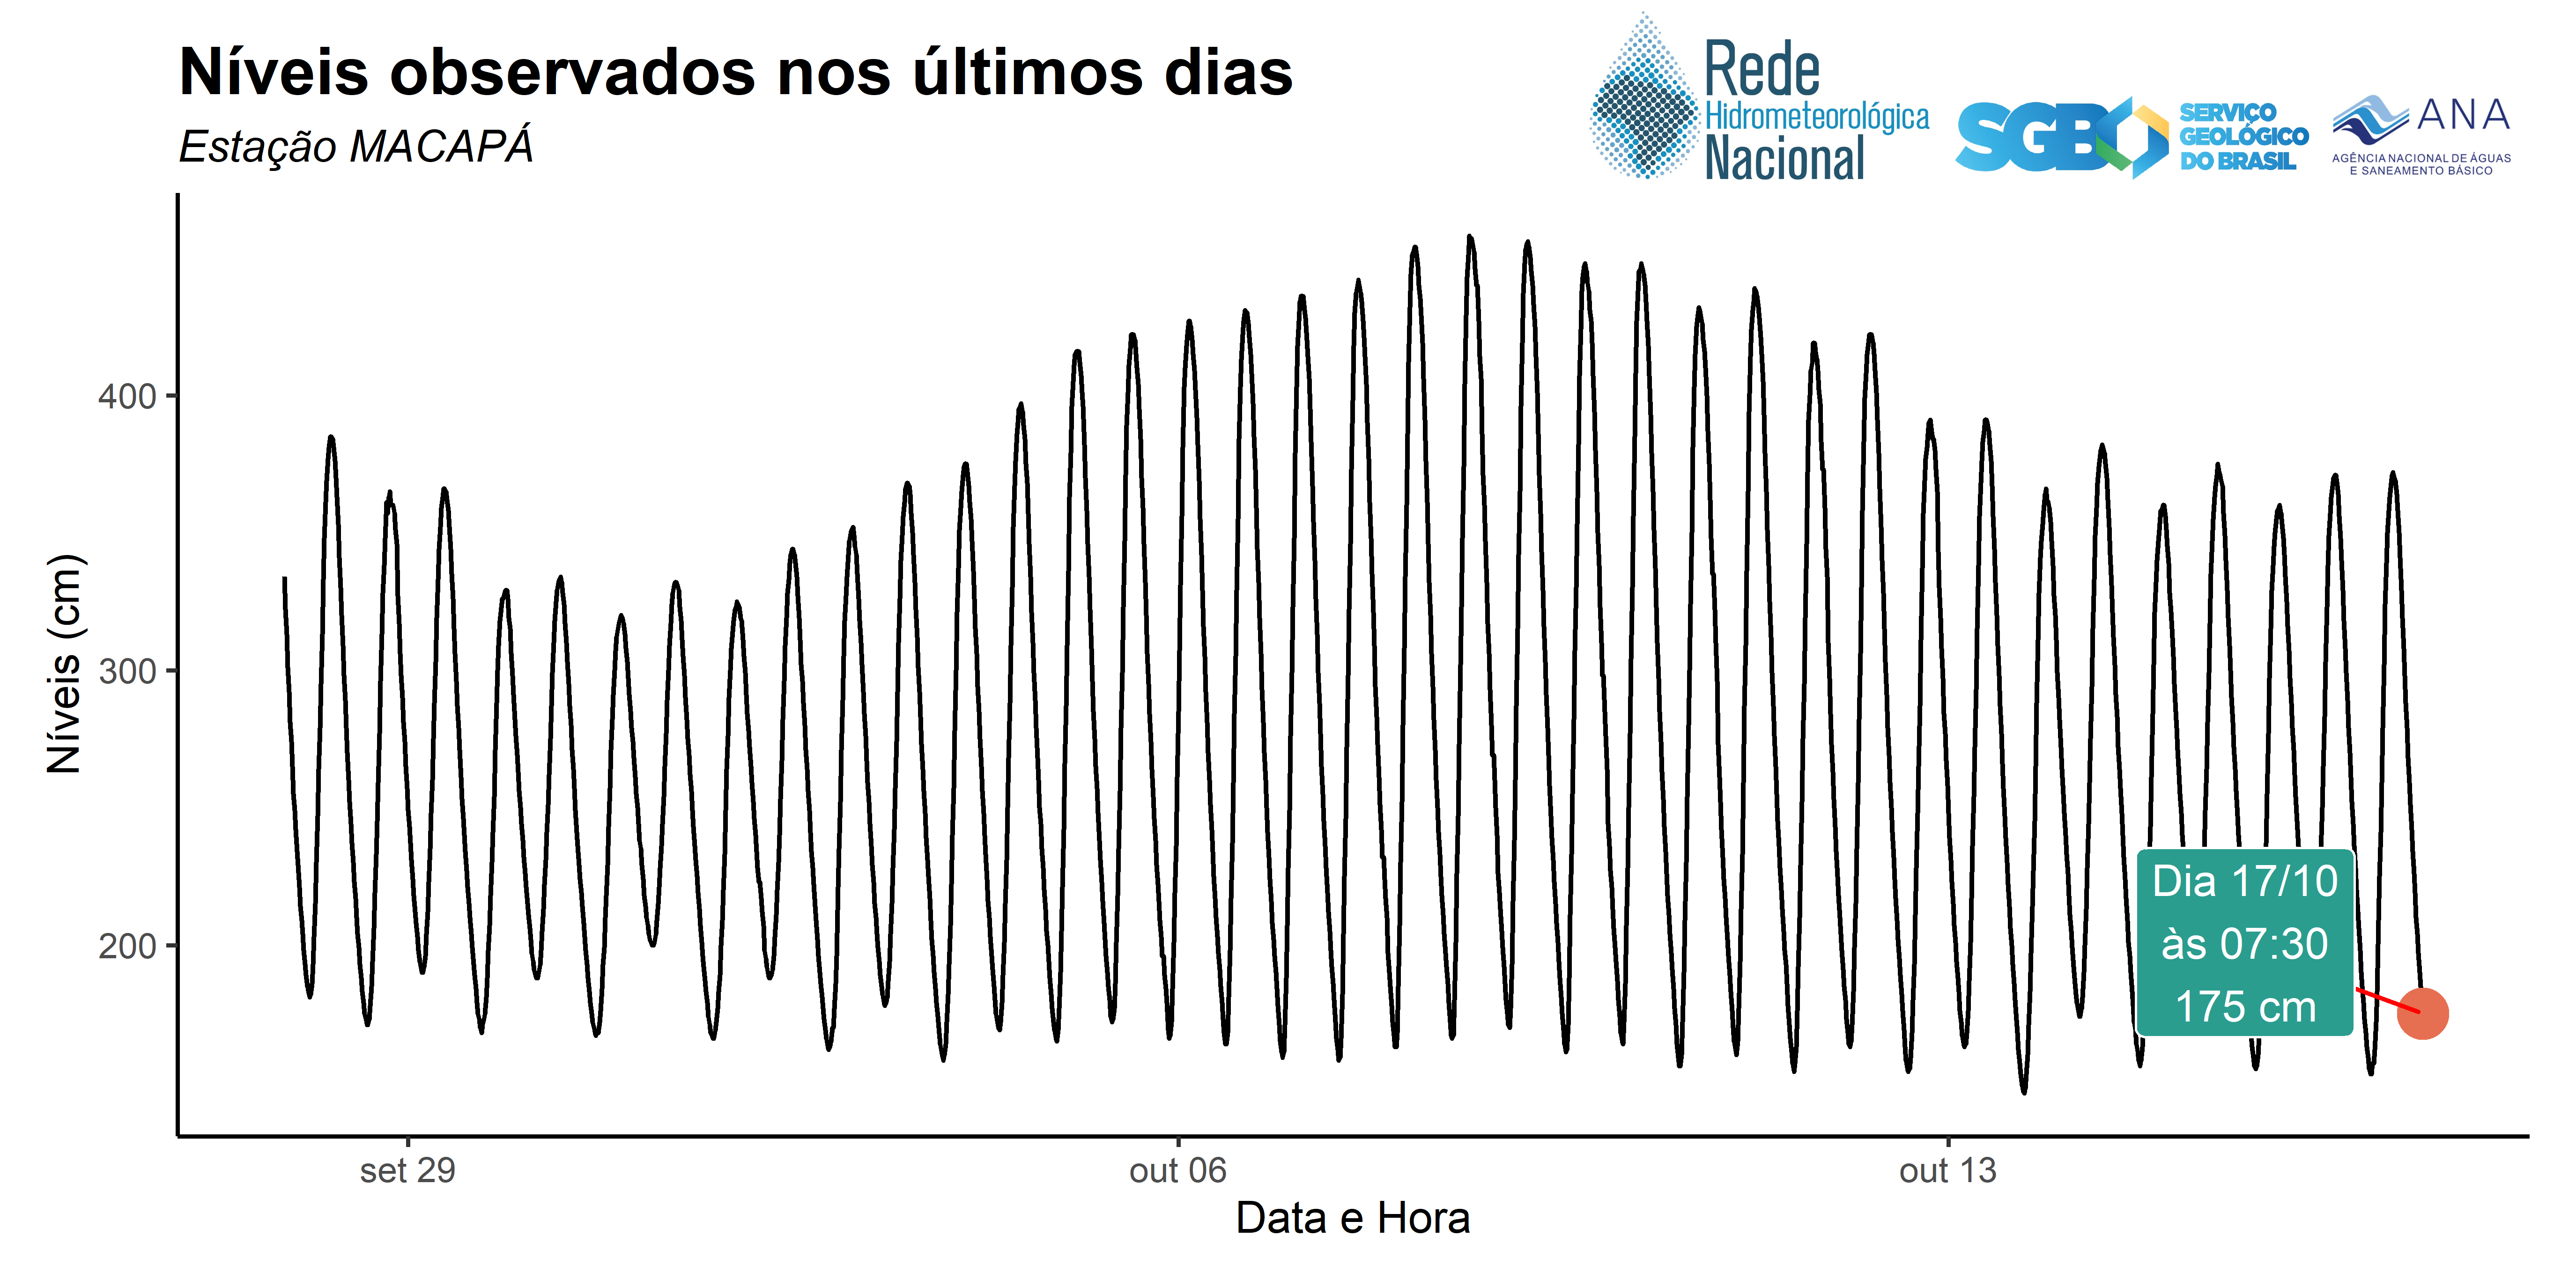 Níveis observados nos últimos dias
Estação MACAPÁ
Rede
Hidrometeorológica
Nacional
SGB
SERVIÇO
GEOLÓGICO
DO BRASIL
ANA
AGÊNCIA NACIONAL DE ÁGUAS
E SANEAMENTO BÁSICO
Níveis (cm)
400
300
200
Dia 17/10
às 07:30
175 cm
set 29
out 06
out 13
Data e Hora